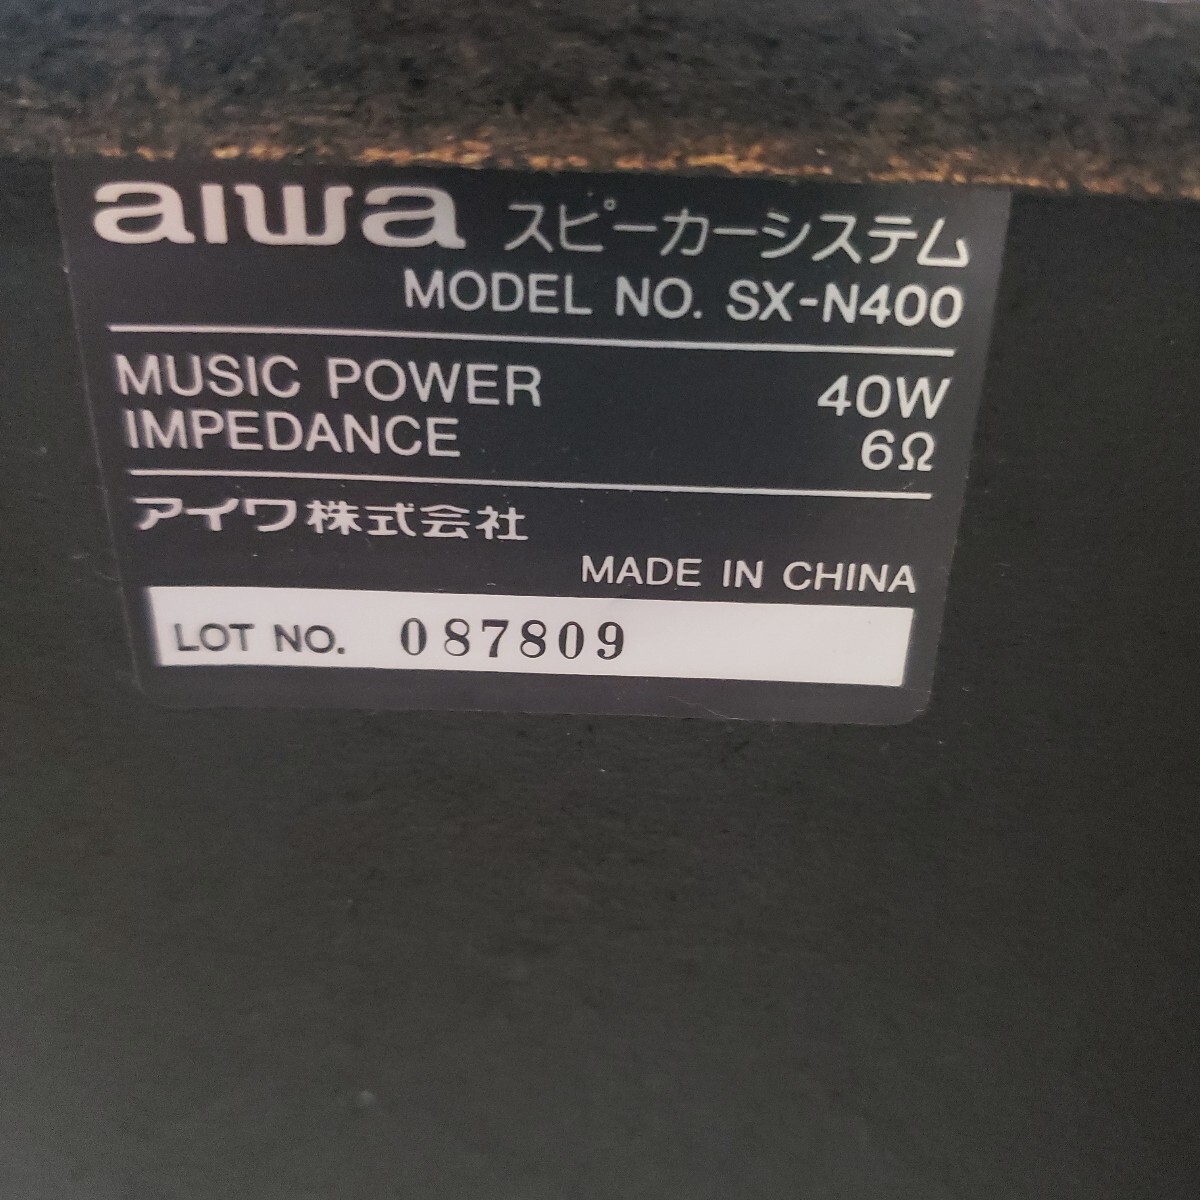 aiwa スピーカーシステム
MODEL NO. SX-N400
MUSIC POWER 40W
IMPEDANCE 6Ω
アイワ株式会社
MADE IN CHINA
LOT NO. 087809